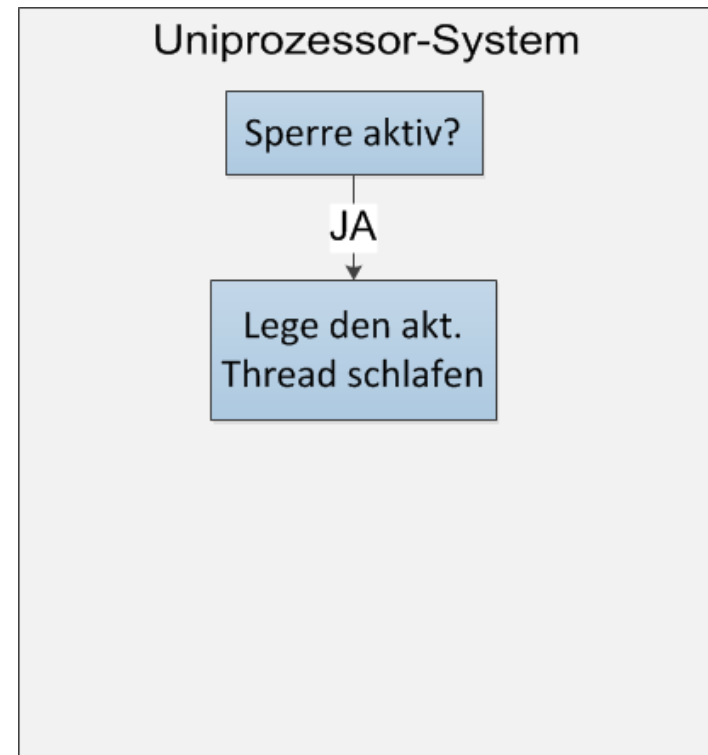 Uniprozessor-System
Sperre aktiv?
JA
Lege den akt.
Thread schlafen